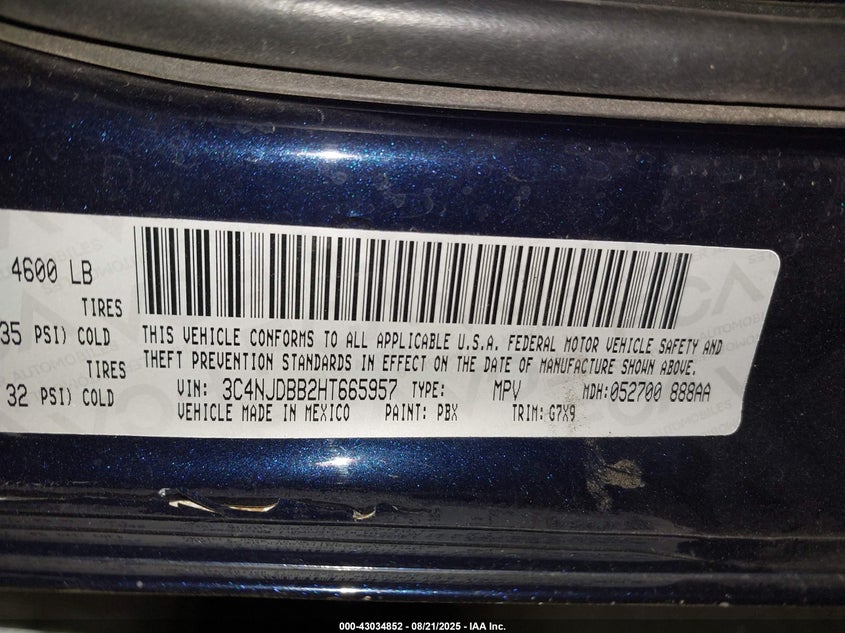 4600 LB
TIRES
35 PSI) COLD
TIRES
32 PSI) COLD
THIS VEHICLE CONFORMS TO ALL APPLICABLE U.S.A. FEDERAL MOTOR VEHICLE SAFETY AND
THEFT PREVENTION STANDARDS IN EFFECT ON THE DATE OF MANUFACTURE SHOWN ABOVE.
VIN: 3C4NJDBB2HT665957 TYPE: MPV MDH:052700 888AA
VEHICLE MADE IN MEXICO PAINT: PBX TRIM: G7X9
000-43034852 - 08/21/2025 - IAA Inc.